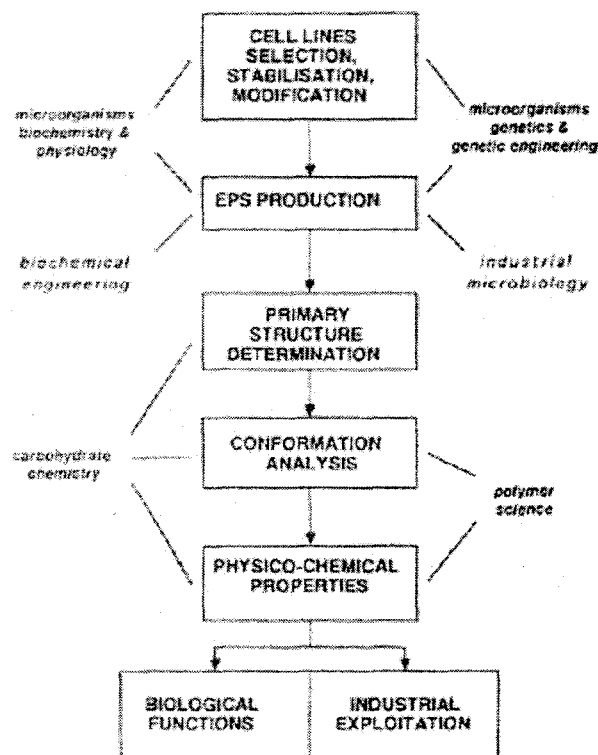 CELL LINES
SELECTION,
STABILISATION,
MODIFICATION
microorganisms
biochemistry &
physiology
microorganisms
genetics &
genetic engineering
EPS PRODUCTION
biochemical
engineering
industrial
microbiology
PRIMARY
STRUCTURE
DETERMINATION
CONFORMATION
ANALYSIS
carbohydrate
chemistry
polymer
science
PHYSICO-CHEMICAL
PROPERTIES
BIOLOGICAL
FUNCTIONS
INDUSTRIAL
EXPLOITATION